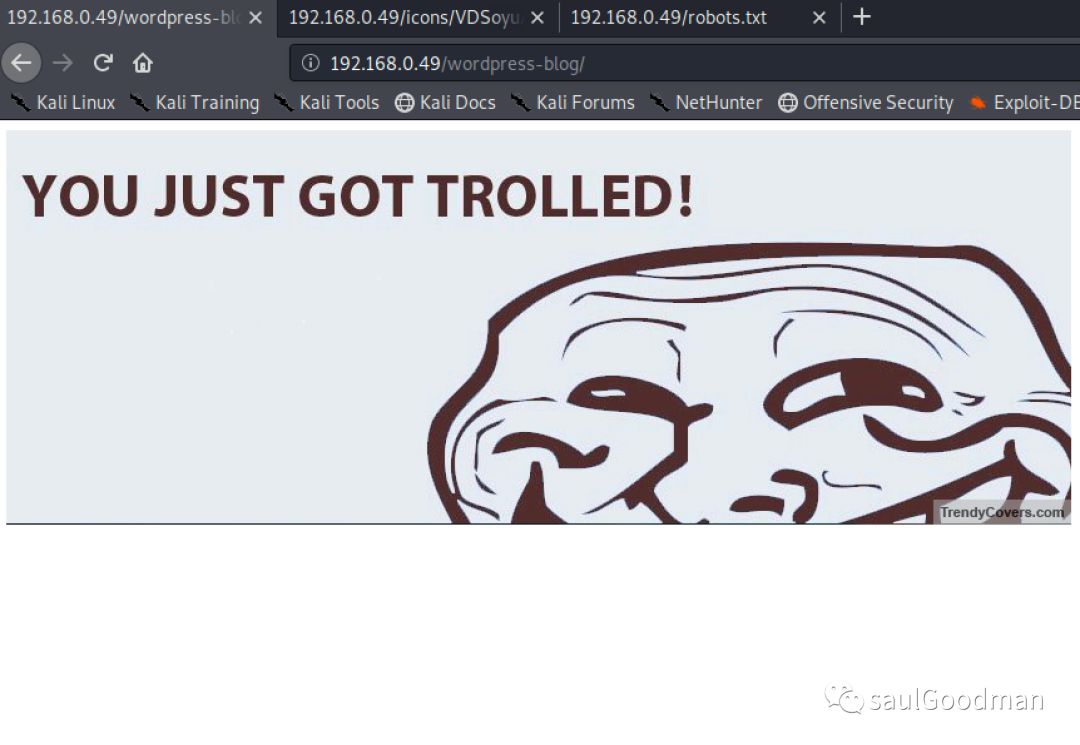 192.168.0.49/wordpress-bl
192.168.0.49/icons/VDSoyu
192.168.0.49/robots.txt
192.168.0.49/wordpress-blog/
Kali Linux
Kali Training
Kali Tools
Kali Docs
Kali Forums
NetHunter
Offensive Security
Exploit-DE
YOU JUST GOT TROLLED!
TrendyCovers.com
saulGoodman